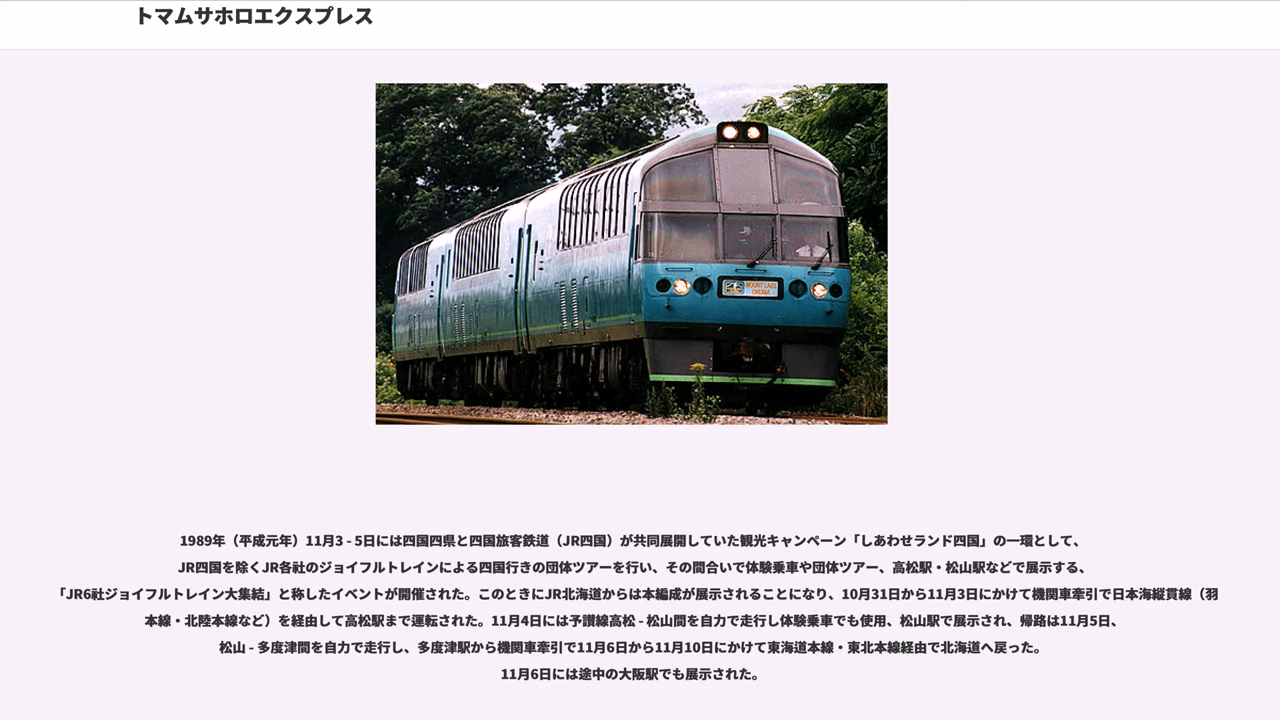 トマムサホロエクスプレス
MOUNT LAKE
1989年（平成元年）11月3 - 5日には四国四県と四国旅客鉄道（JR四国）が共同展開していた観光キャンペーン「しあわせランド四国」の一環として、
JR四国を除くJR各社のジョイフルトレインによる四国行きの団体ツアーを行い、その間合いで体験乗車や団体ツアー、高松駅・松山駅などで展示する、
「JR6社ジョイフルトレイン大集結」と称したイベントが開催された。このときにJR北海道からは本編成が展示されることになり、10月31日から11月3日にかけて機関車牽引で日本海縦貫線（羽
本線・北陸本線など）を経由して高松駅まで運転された。11月4日には予讃線高松 - 松山間を自力で走行し体験乗車でも使用、松山駅で展示され、帰路は11月5日、
松山 - 多度津間を自力で走行し、多度津駅から機関車牽引で11月6日から11月10日にかけて東海道本線・東北本線経由で北海道へ戻った。
11月6日には途中の大阪駅でも展示された。